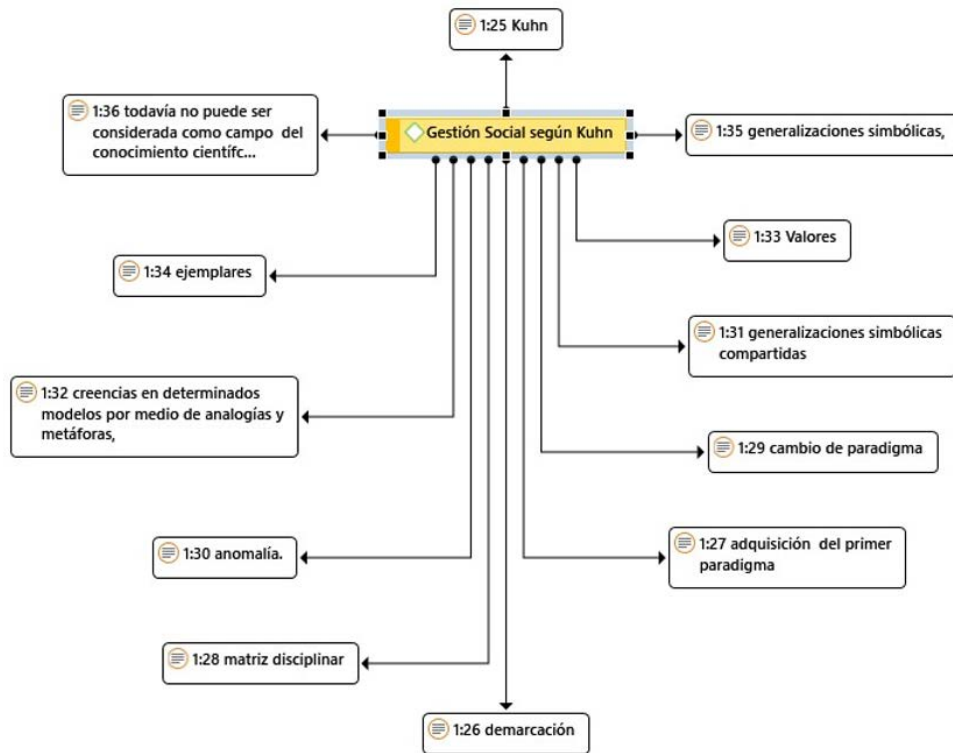 1:25 Kuhn
1:36 todavía no puede ser
considerada como campo del
conocimiento científc...
Gestión Social según Kuhn
1:35 generalizaciones simbólicas,
1:33 Valores
1:34 ejemplares
1:31 generalizaciones simbólicas
compartidas
1:32 creencias en determinados
modelos por medio de analogías y
metáforas,
1:29 cambio de paradigma
1:30 anomalía.
1:27 adquisición del primer
paradigma
1:28 matriz disciplinar
1:26 demarcación